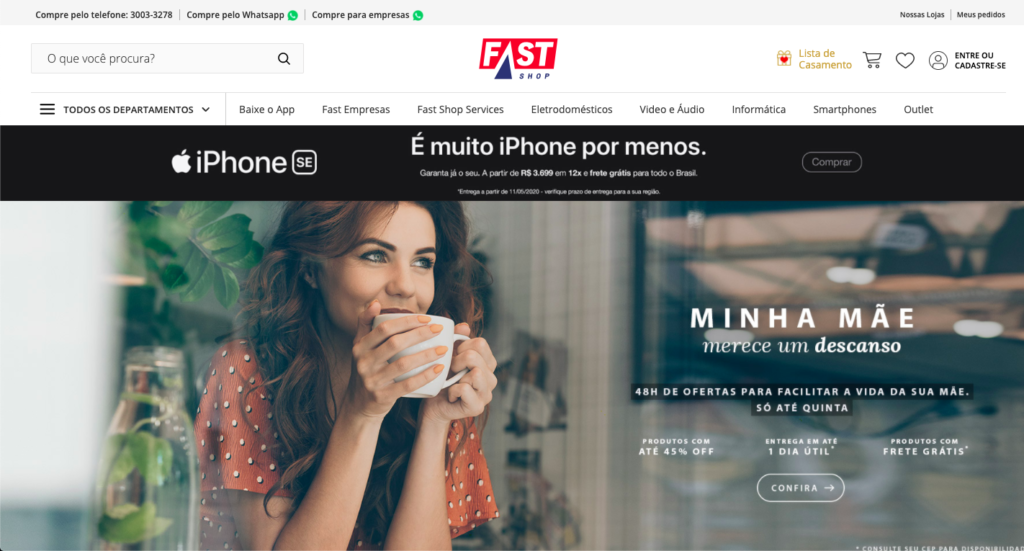 Compre pelo telefone: 3003-3278
Compre pelo Whatsapp
Compre para empresas
Nossas Lojas
Meus pedidos
O que você procura?
FAST
SHOP
Lista de
Casamento
ENTRE OU
CADASTRE-SE
TODOS OS DEPARTAMENTOS
Baixe o App
Fast Empresas
Fast Shop Services
Eletrodomésticos
Video e Áudio
Informática
Smartphones
Outlet
iPhone SE
É muito iPhone por menos.
Garanta já o seu. A partir de R$ 3.699 em 12x e frete grátis para todo o Brasil.
*Entrega a partir de 11/05/2020 - verifique prazo de entrega para a sua região.
Comprar
MINHA MÃE
merece um descanso
48H DE OFERTAS PARA FACILITAR A VIDA DA SUA MÃE.
SÓ ATÉ QUINTA
PRODUTOS COM
ATÉ 45% OFF
ENTREGA EM ATÉ
1 DIA ÚTIL*
PRODUTOS COM
FRETE GRÁTIS*
CONFIRA →
* CONSULTE SEU CEP PARA DISPONIBILIDAD